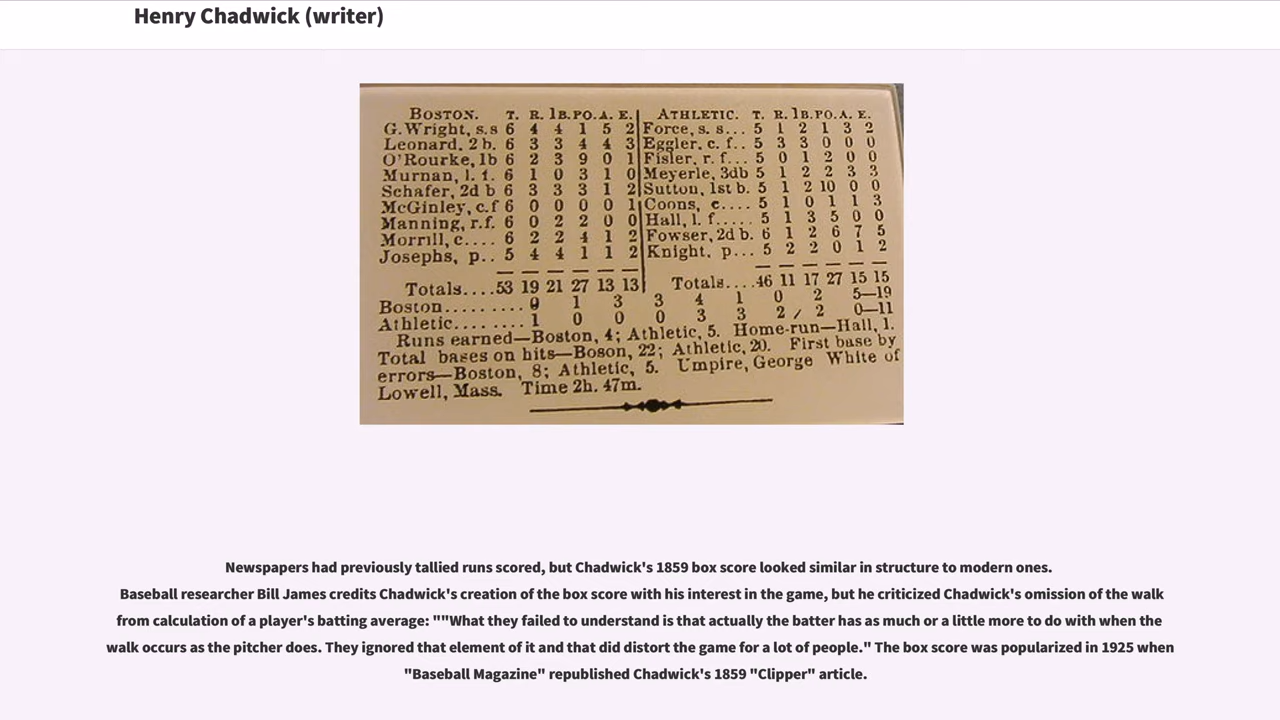 Henry Chadwick (writer)
BOSTON. T. R. 1B. PO. A. E. ATHLETIC. T. R. 1B. PO. A. E.
G. Wright, s.s 6 4 4 1 5 2 Force, s. s... 5 1 2 1 3 2
Leonard, 2 b. 6 3 3 4 4 3 Eggler, c. f.. 5 3 3 0 0 0
O'Rourke, 1b 6 2 3 9 0 1 Fisler, r. f... 5 0 1 2 0 0
Murnan, l. f. 6 1 0 3 1 0 Meyerle, 3db 5 1 2 2 3 3
Schafer, 2d b 6 3 3 3 1 2 Sutton, 1st b. 5 1 2 10 0 0
McGinley, c.f 6 0 0 0 0 1 Coons, c.... 5 1 0 1 1 3
Manning, r.f. 6 0 2 2 0 0 Hall, l. f..... 5 1 3 5 0 0
Morrill, c.... 6 2 2 4 1 2 Fowser, 2d b. 6 1 2 6 7 5
Josephs, p.. 5 4 4 1 1 2 Knight, p... 5 2 2 0 1 2
Totals....53 19 21 27 13 13 Totals....46 11 17 27 15 15
Boston......... 0 1 3 3 4 1 0 2 5—19
Athletic........ 1 0 0 0 3 3 2 2 0—11
Runs earned—Boston, 4; Athletic, 5. Home-run—Hall, 1.
Total bases on hits—Boson, 22; Athletic, 20. First base by
errors—Boston, 8; Athletic, 5. Umpire, George White of
Lowell, Mass. Time 2h. 47m.
Newspapers had previously tallied runs scored, but Chadwick's 1859 box score looked similar in structure to modern ones.
Baseball researcher Bill James credits Chadwick's creation of the box score with his interest in the game, but he criticized Chadwick's omission of the walk
from calculation of a player's batting average: ""What they failed to understand is that actually the batter has as much or a little more to do with when the
walk occurs as the pitcher does. They ignored that element of it and that did distort the game for a lot of people." The box score was popularized in 1925 when
"Baseball Magazine" republished Chadwick's 1859 "Clipper" article.